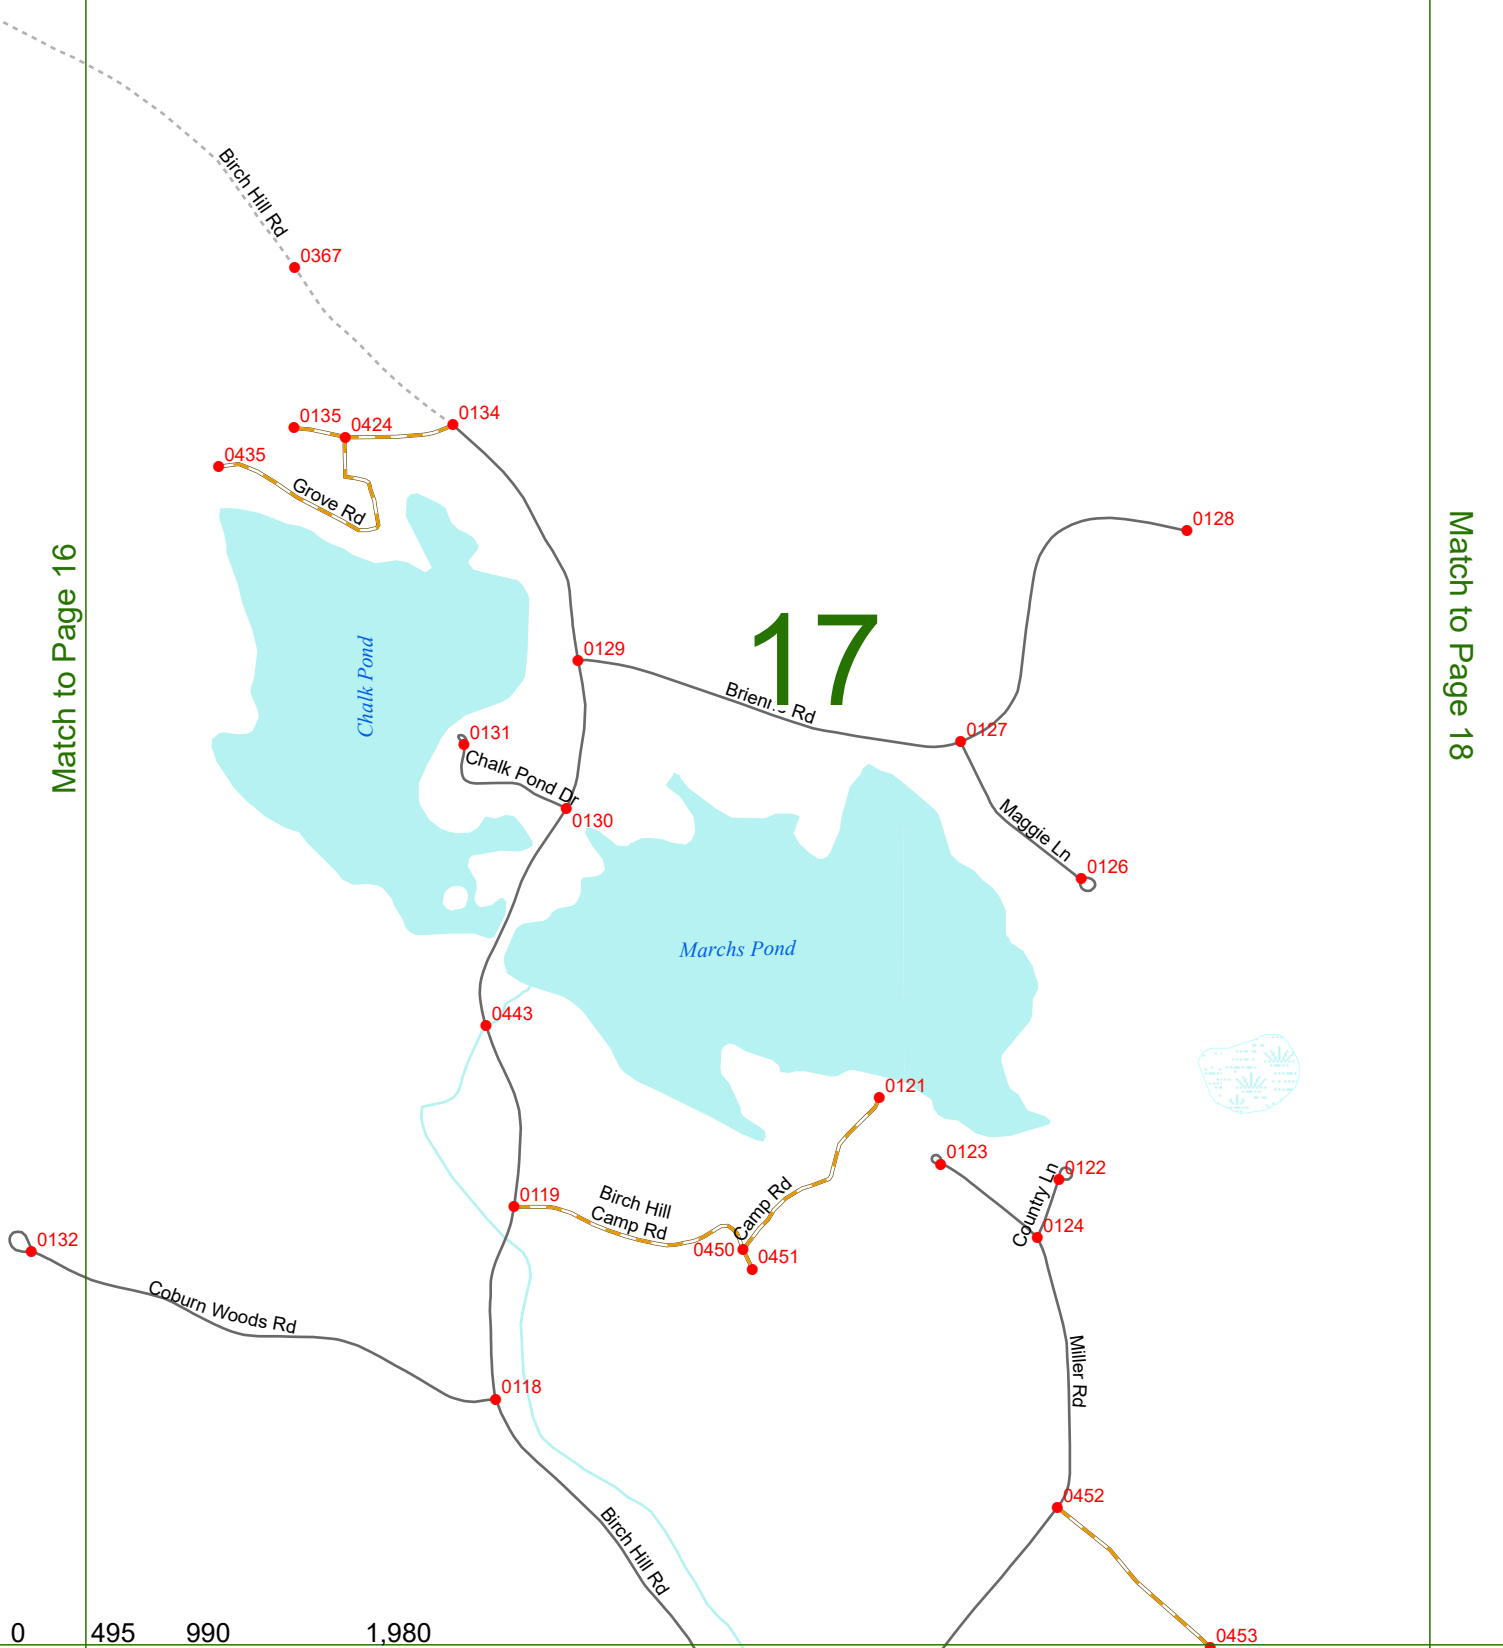 Birch Hill Rd
0367
0134
0135
0424
0435
Grove Rd
0128
Match to Page 16
Match to Page 18
17
Chalk Pond
0129
Brienne Rd
0127
0131
Chalk Pond Dr
0130
Maggie Ln
0126
Marchs Pond
0443
0121
0123
0122
Country Ln
0124
0119
Birch Hill
Camp Rd
Camp Rd
0450
0451
0132
Coburn Woods Rd
0118
Miller Rd
0452
Birch Hill Rd
0453
0 495 990 1,980